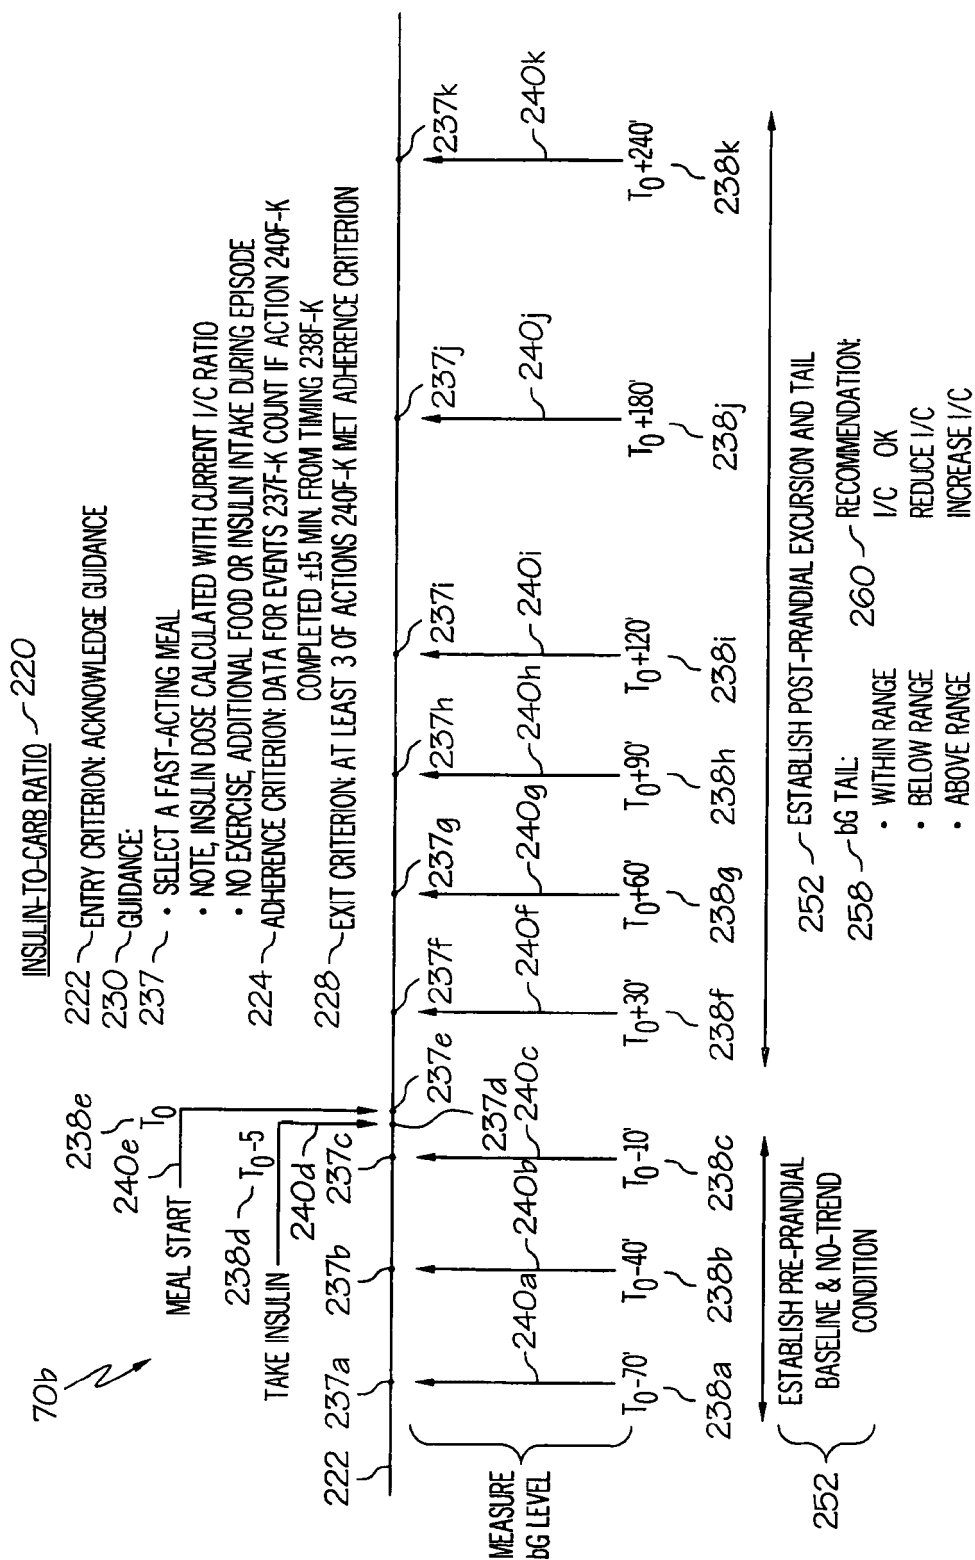 INSULIN-TO-CARB RATIO 220
222 ENTRY CRITERION: ACKNOWLEDGE GUIDANCE
230 GUIDANCE:
237 • SELECT A FAST-ACTING MEAL
• NOTE, INSULIN DOSE CALCULATED WITH CURRENT I/C RATIO
• NO EXERCISE, ADDITIONAL FOOD OR INSULIN INTAKE DURING EPISODE
224 ADHERENCE CRITERION: DATA FOR EVENTS 237F-K COUNT IF ACTION 240F-K
COMPLETED ±15 MIN. FROM TIMING 238F-K
228 EXIT CRITERION: AT LEAST 3 OF ACTIONS 240F-K MET ADHERENCE CRITERION
70b
238e
240e T0
MEAL START
238d T0-5
240d
TAKE INSULIN
222 237a 237b 237c 237d 237e 237f 237g 237h 237i 237j 237k
MEASURE
bG LEVEL
240a 240b 240c 240f 240g 240h 240i 240j 240k
T0-70' T0-40' T0-10' T0+30' T0+60' T0+90' T0+120' T0+180' T0+240'
238a 238b 238c 238f 238g 238h 238i 238j 238k
252
ESTABLISH PRE-PRANDIAL
BASELINE & NO-TREND
CONDITION
252 ESTABLISH POST-PRANDIAL EXCURSION AND TAIL
258 bG TAIL: 260 RECOMMENDATION:
• WITHIN RANGE I/C OK
• BELOW RANGE REDUCE I/C
• ABOVE RANGE INCREASE I/C